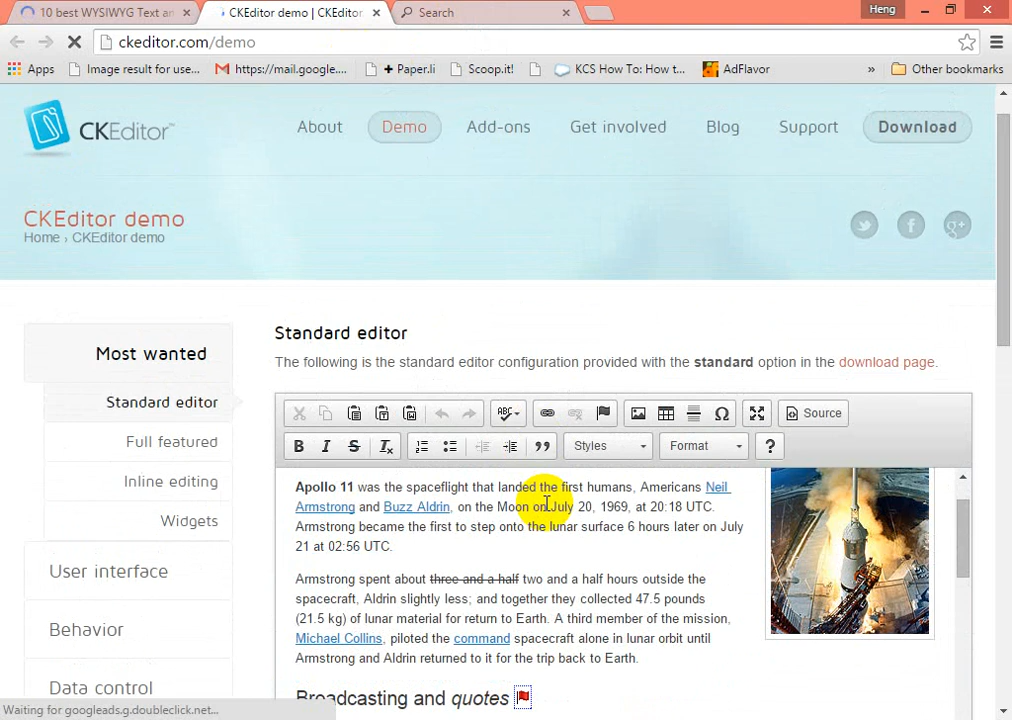 10 best WYSIWYG Text an
CKEditor demo | CKEditor
Search
Heng
ckeditor.com/demo
Apps
Image result for use...
https://mail.google....
+ Paper.li
Scoop.it!
KCS How To: How t...
AdFlavor
»
Other bookmarks
CKEditor™
About
Demo
Add-ons
Get involved
Blog
Support
Download
CKEditor demo
Home › CKEditor demo
Most wanted
Standard editor
Full featured
Inline editing
Widgets
User interface
Behavior
Data control
Standard editor
The following is the standard editor configuration provided with the standard option in the download page.
ABC
Ω
Source
B I S Tx
Styles
Format
?
Apollo 11 was the spaceflight that landed the first humans, Americans Neil
Armstrong and Buzz Aldrin, on the Moon on July 20, 1969, at 20:18 UTC.
Armstrong became the first to step onto the lunar surface 6 hours later on July
21 at 02:56 UTC.
Armstrong spent about three and a half two and a half hours outside the
spacecraft, Aldrin slightly less; and together they collected 47.5 pounds
(21.5 kg) of lunar material for return to Earth. A third member of the mission,
Michael Collins, piloted the command spacecraft alone in lunar orbit until
Armstrong and Aldrin returned to it for the trip back to Earth.
Broadcasting and quotes
Waiting for googleads.g.doubleclick.net...